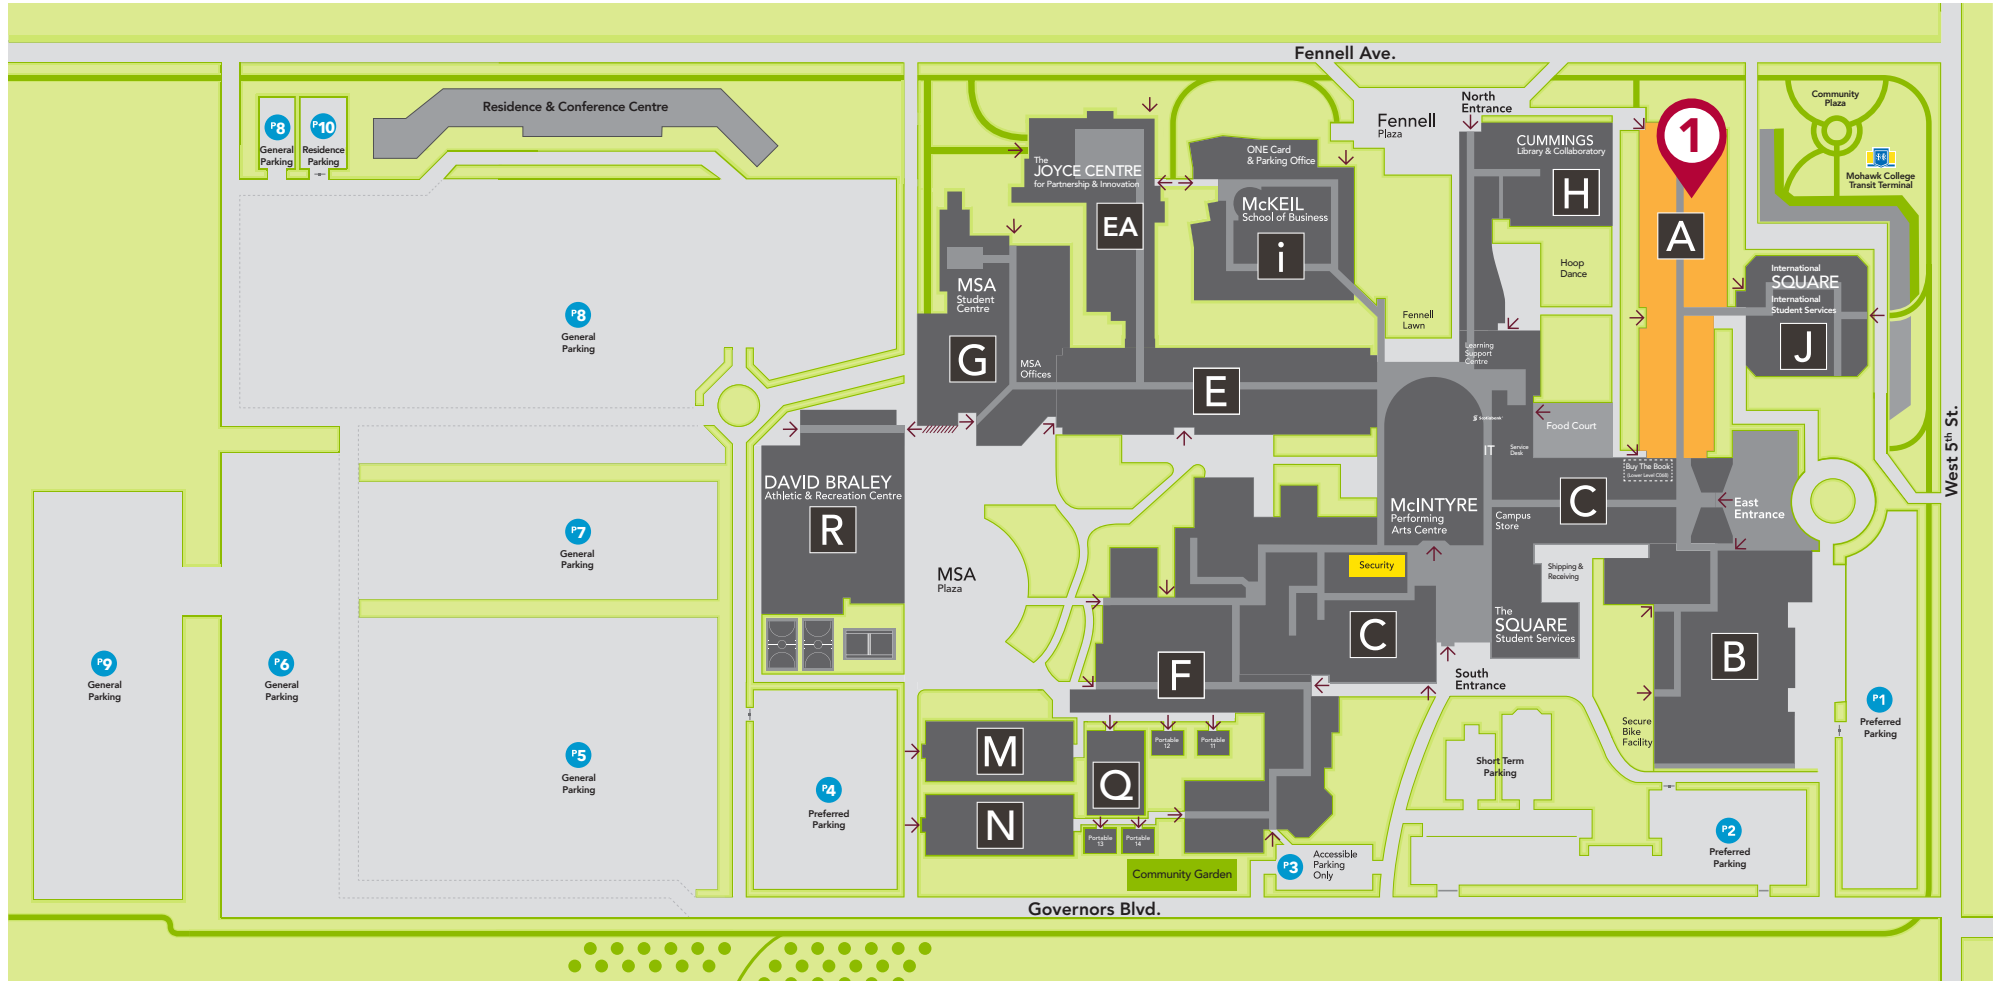 Fennell Ave.
Residence & Conference Centre
P8
General
Parking
P10
Residence
Parking
North
Entrance
Fennell
Plaza
CUMMINGS
Library & Collaboratory
H
1
A
Community
Plaza
Mohawk College
Transit Terminal
The
JOYCE CENTRE
for Partnership & Innovation
EA
ONE Card
& Parking Office
McKEIL
School of Business
i
Hoop
Dance
International
SQUARE
International
Student Services
J
MSA
Student
Centre
G
MSA
Offices
P8
General
Parking
Fennell
Lawn
Learning
Support
Centre
E
Scotiabank
Food Court
IT
Service
Desk
Buy The Book
(Lower Level C066)
West 5th St.
DAVID BRALEY
Athletic & Recreation Centre
R
McINTYRE
Performing
Arts Centre
C
Campus
Store
East
Entrance
P7
General
Parking
MSA
Plaza
Security
Shipping &
Receiving
The
SQUARE
Student Services
C
B
P9
General
Parking
P6
General
Parking
F
South
Entrance
P1
Preferred
Parking
Secure
Bike
Facility
M
Portable
12
Portable
11
Short Term
Parking
P5
General
Parking
P4
Preferred
Parking
Q
N
Portable
13
Portable
14
P2
Preferred
Parking
P3
Accessible
Parking
Only
Community Garden
Governors Blvd.